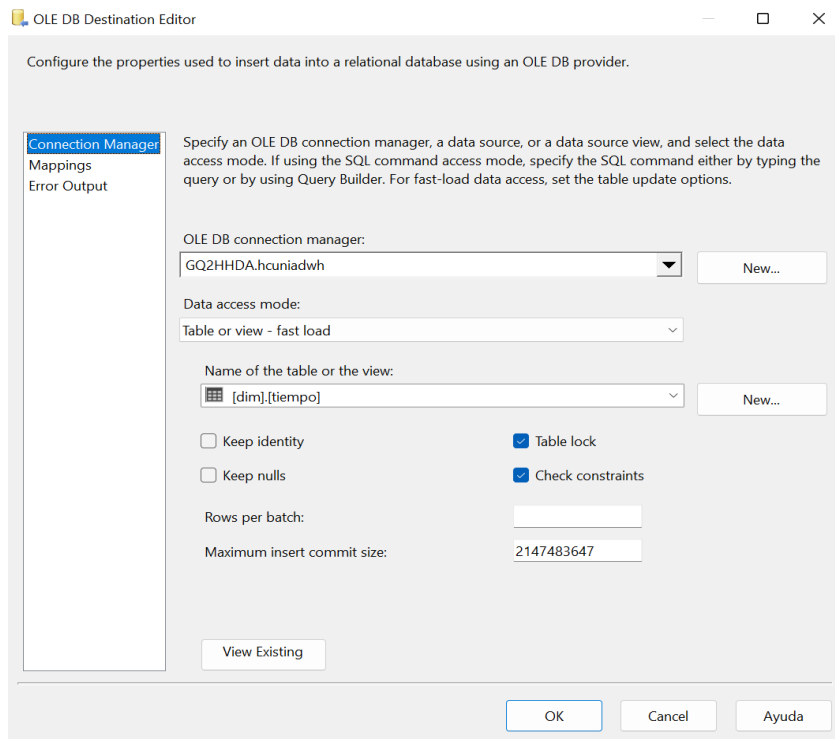 OLE DB Destination Editor
Configure the properties used to insert data into a relational database using an OLE DB provider.
Connection Manager
Mappings
Error Output
Specify an OLE DB connection manager, a data source, or a data source view, and select the data
access mode. If using the SQL command access mode, specify the SQL command either by typing the
query or by using Query Builder. For fast-load data access, set the table update options.
OLE DB connection manager:
GQ2HHDA.hcuniadwh
New...
Data access mode:
Table or view - fast load
Name of the table or the view:
[dim].[tiempo]
New...
Keep identity
Table lock
Keep nulls
Check constraints
Rows per batch:
Maximum insert commit size:
2147483647
View Existing
OK
Cancel
Ayuda